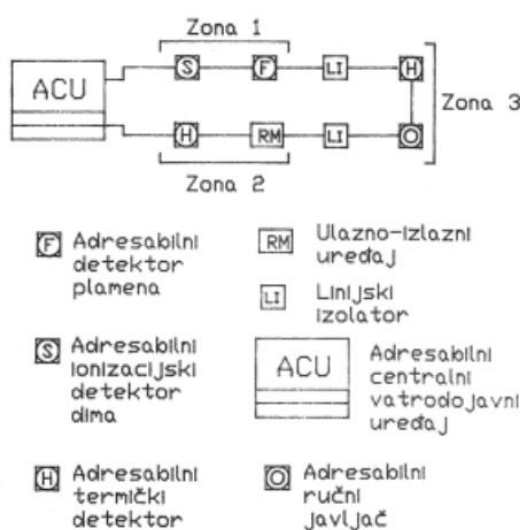 Zona 1
ACU
S
F
LI
H
Zona 3
H
RM
LI
O
Zona 2
F
Adresabilni
detektor
plamena
RM
Ulazno-izlazni
uređaj
LI
Linijski
izolator
S
Adresabilni
ionizacijski
detektor
dima
ACU
Adresabilni
centralni
vatrodojavni
uređaj
H
Adresabilni
termički
detektor
O
Adresabilni
ručni
javljač